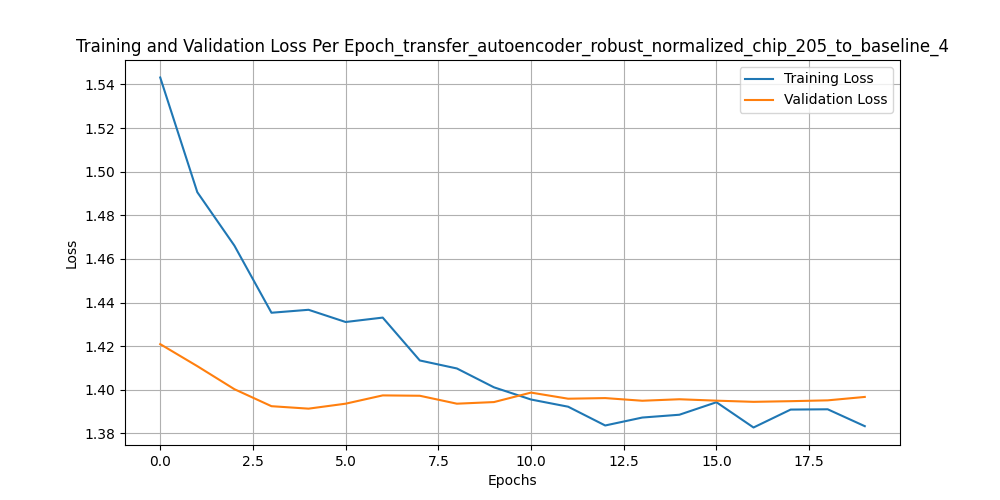 Training and Validation Loss Per Epoch_transfer_autoencoder_robust_normalized_chip_205_to_baseline_4
Training Loss
Validation Loss
1.54
1.52
1.50
1.48
1.46
1.44
1.42
1.40
1.38
Loss
0.0 2.5 5.0 7.5 10.0 12.5 15.0 17.5
Epochs